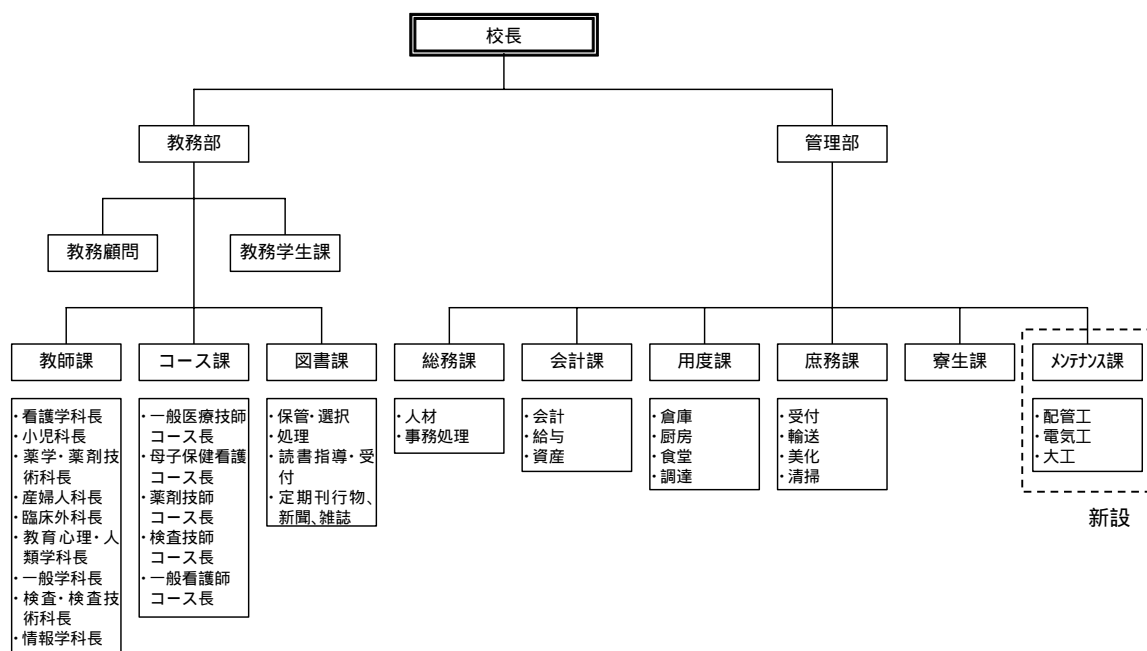 校長
教務部
管理部
教務顧問
教務学生課
教師課
コース課
図書課
総務課
会計課
用度課
庶務課
寮生課
ﾒﾝﾃﾅﾝｽ課
・看護学科長
・小児科長
・薬学・薬剤技
術科長
・産婦人科長
・臨床外科長
・教育心理・人
類学科長
・一般学科長
・検査・検査技
術科長
・情報学科長
・一般医療技師
コース長
・母子保健看護
コース長
・薬剤技師
コース長
・検査技師
コース長
・一般看護師
コース長
・保管・選択
・処理
・読書指導・受
付
・定期刊行物、
新聞、雑誌
・人材
・事務処理
・会計
・給与
・資産
・倉庫
・厨房
・食堂
・調達
・受付
・輸送
・美化
・清掃
・配管工
・電気工
・大工
新設